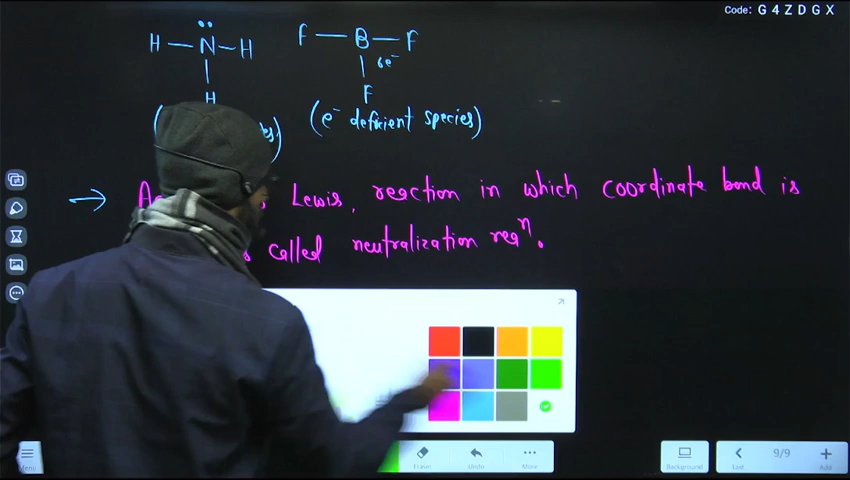 Code: G 4 Z D G X
H — N — H
F — B — F
6e⁻
H
F
(e⁻ deficient species)
→ Lewis, reaction in which coordinate bond is
called neutralization reaⁿ.
Menu
Eraser
Undo
More
Background
Last
9/9
Add